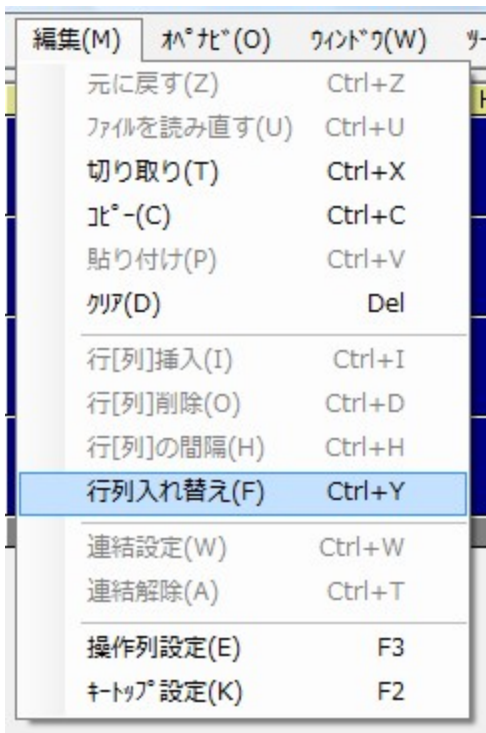 編集(M) ｵﾍﾟﾅﾋﾞ(O) ｳｨﾝﾄﾞｳ(W) ﾂｰ
元に戻す(Z) Ctrl+Z
ﾌｧｲﾙを読み直す(U) Ctrl+U
切り取り(T) Ctrl+X
ｺﾋﾟｰ(C) Ctrl+C
貼り付け(P) Ctrl+V
ｸﾘｱ(D) Del
行[列]挿入(I) Ctrl+I
行[列]削除(O) Ctrl+D
行[列]の間隔(H) Ctrl+H
行列入れ替え(F) Ctrl+Y
連結設定(W) Ctrl+W
連結解除(A) Ctrl+T
操作列設定(E) F3
ｷｰﾄｯﾌﾟ設定(K) F2